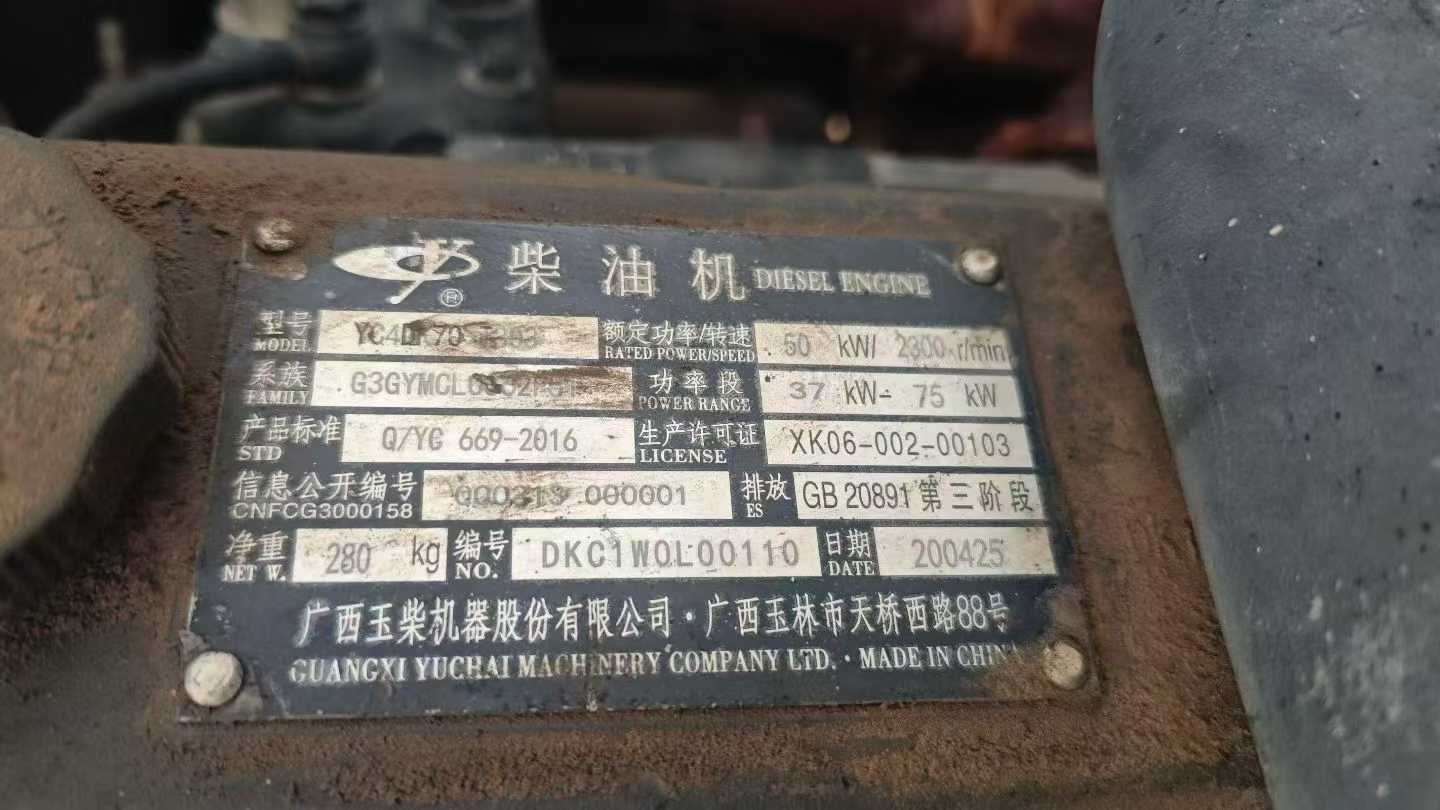 ® 柴油机 DIESEL ENGINE
型号 MODEL 额定功率/转速 RATED POWER/SPEED 50 kW/ 2300 r/min
系族 FAMILY 功率段 POWER RANGE 37 kW- 75 kW
产品标准 STD Q/YC 669-2016 生产许可证 LICENSE XK06-002-00103
信息公开编号 CNFCG3000158 000001 排放 ES GB 20891 第三阶段
净重 NET W. 280 kg 编号 NO. DKC1W0L00110 日期 DATE 200425
广西玉柴机器股份有限公司·广西玉林市天桥西路88号
GUANGXI YUCHAI MACHINERY COMPANY LTD. · MADE IN CHINA